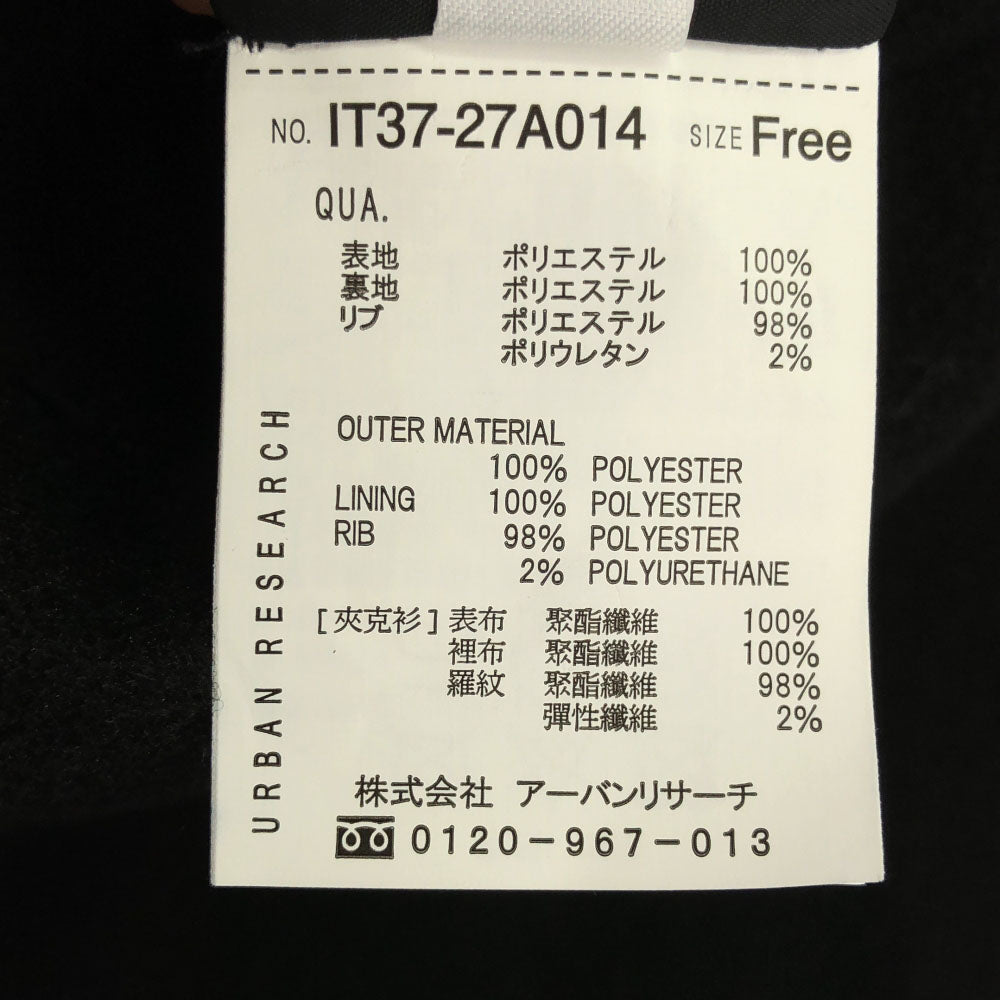 NO. IT37-27A014 SIZE Free
QUA.
表地 ポリエステル 100%
裏地 ポリエステル 100%
リブ ポリエステル 98%
ポリウレタン 2%
OUTER MATERIAL
100% POLYESTER
LINING 100% POLYESTER
RIB 98% POLYESTER
2% POLYURETHANE
[夾克衫] 表布 聚酯纖維 100%
裡布 聚酯纖維 100%
羅紋 聚酯纖維 98%
彈性纖維 2%
URBAN RESEARCH
株式会社 アーバンリサーチ
0120-967-013